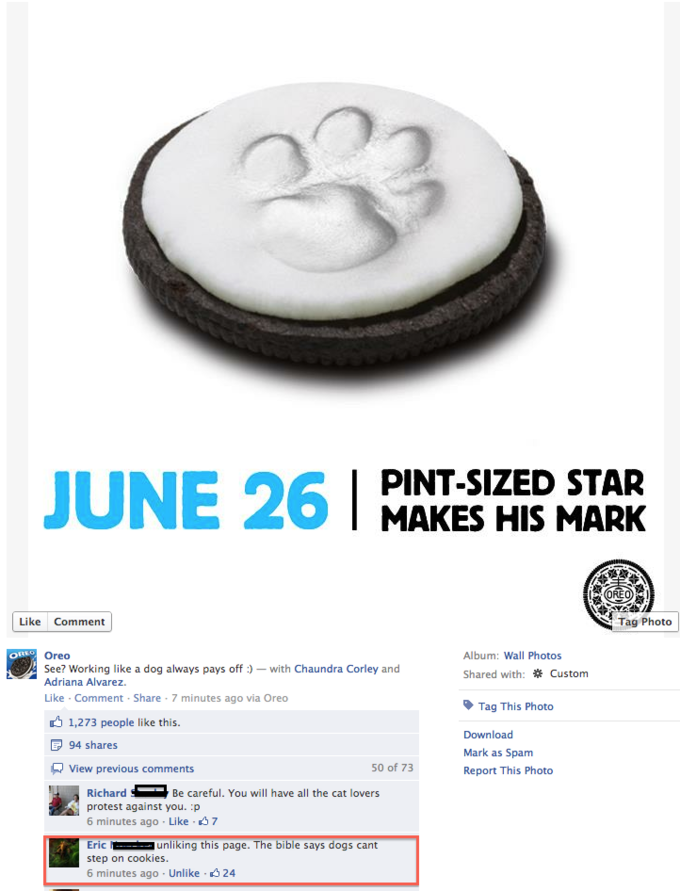 JUNE 26
PINT-SIZED STAR
MAKES HIS MARK
OREO
Like Comment
Tag Photo
OREO
Oreo
See? Working like a dog always pays off :) — with Chaundra Corley and
Adriana Alvarez.
Like · Comment · Share · 7 minutes ago via Oreo
1,273 people like this.
94 shares
View previous comments 50 of 73
Richard S Be careful. You will have all the cat lovers
protest against you. :p
6 minutes ago · Like · 7
Eric unliking this page. The bible says dogs cant
step on cookies.
6 minutes ago · Unlike · 24
Album: Wall Photos
Shared with: Custom
Tag This Photo
Download
Mark as Spam
Report This Photo